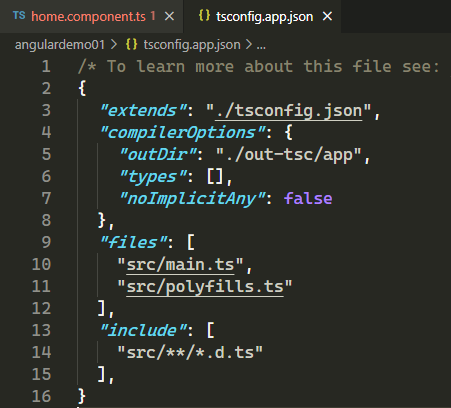 TS home.component.ts 1 {} tsconfig.app.json ×
angulardemo01 > {} tsconfig.app.json > ...
1 /* To learn more about this file see:
2 {
3 "extends": "./tsconfig.json",
4 "compilerOptions": {
5 "outDir": "./out-tsc/app",
6 "types": [],
7 "noImplicitAny": false
8 },
9 "files": [
10 "src/main.ts",
11 "src/polyfills.ts"
12 ],
13 "include": [
14 "src/**/*.d.ts"
15 ],
16 }